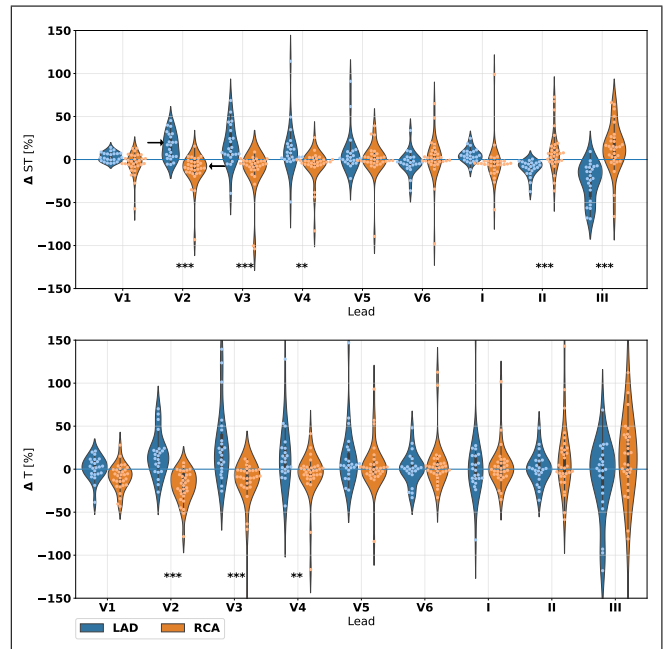 150
100
50
0
−50
−100
−150
Δ ST [%]
*** *** ** *** ***
V1 V2 V3 V4 V5 V6 I II III
Lead
150
100
50
0
−50
−100
−150
Δ T [%]
*** *** **
V1 V2 V3 V4 V5 V6 I II III
Lead
LAD RCA